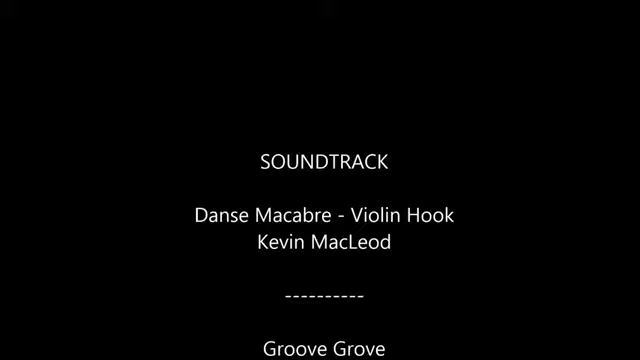 SOUNDTRACK
Danse Macabre - Violin Hook
Kevin MacLeod
----------
Groove Grove